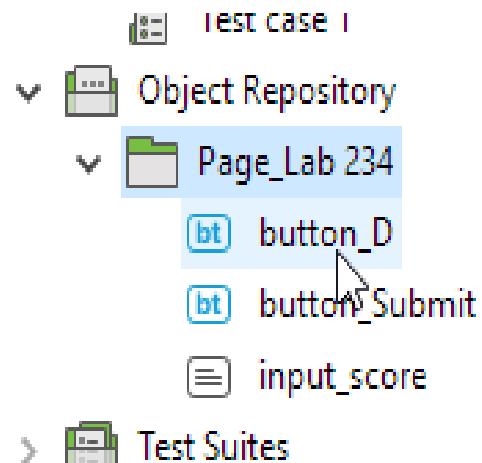 Test case 1
Object Repository
Page_Lab 234
bt button_D
bt button_Submit
input_score
Test Suites